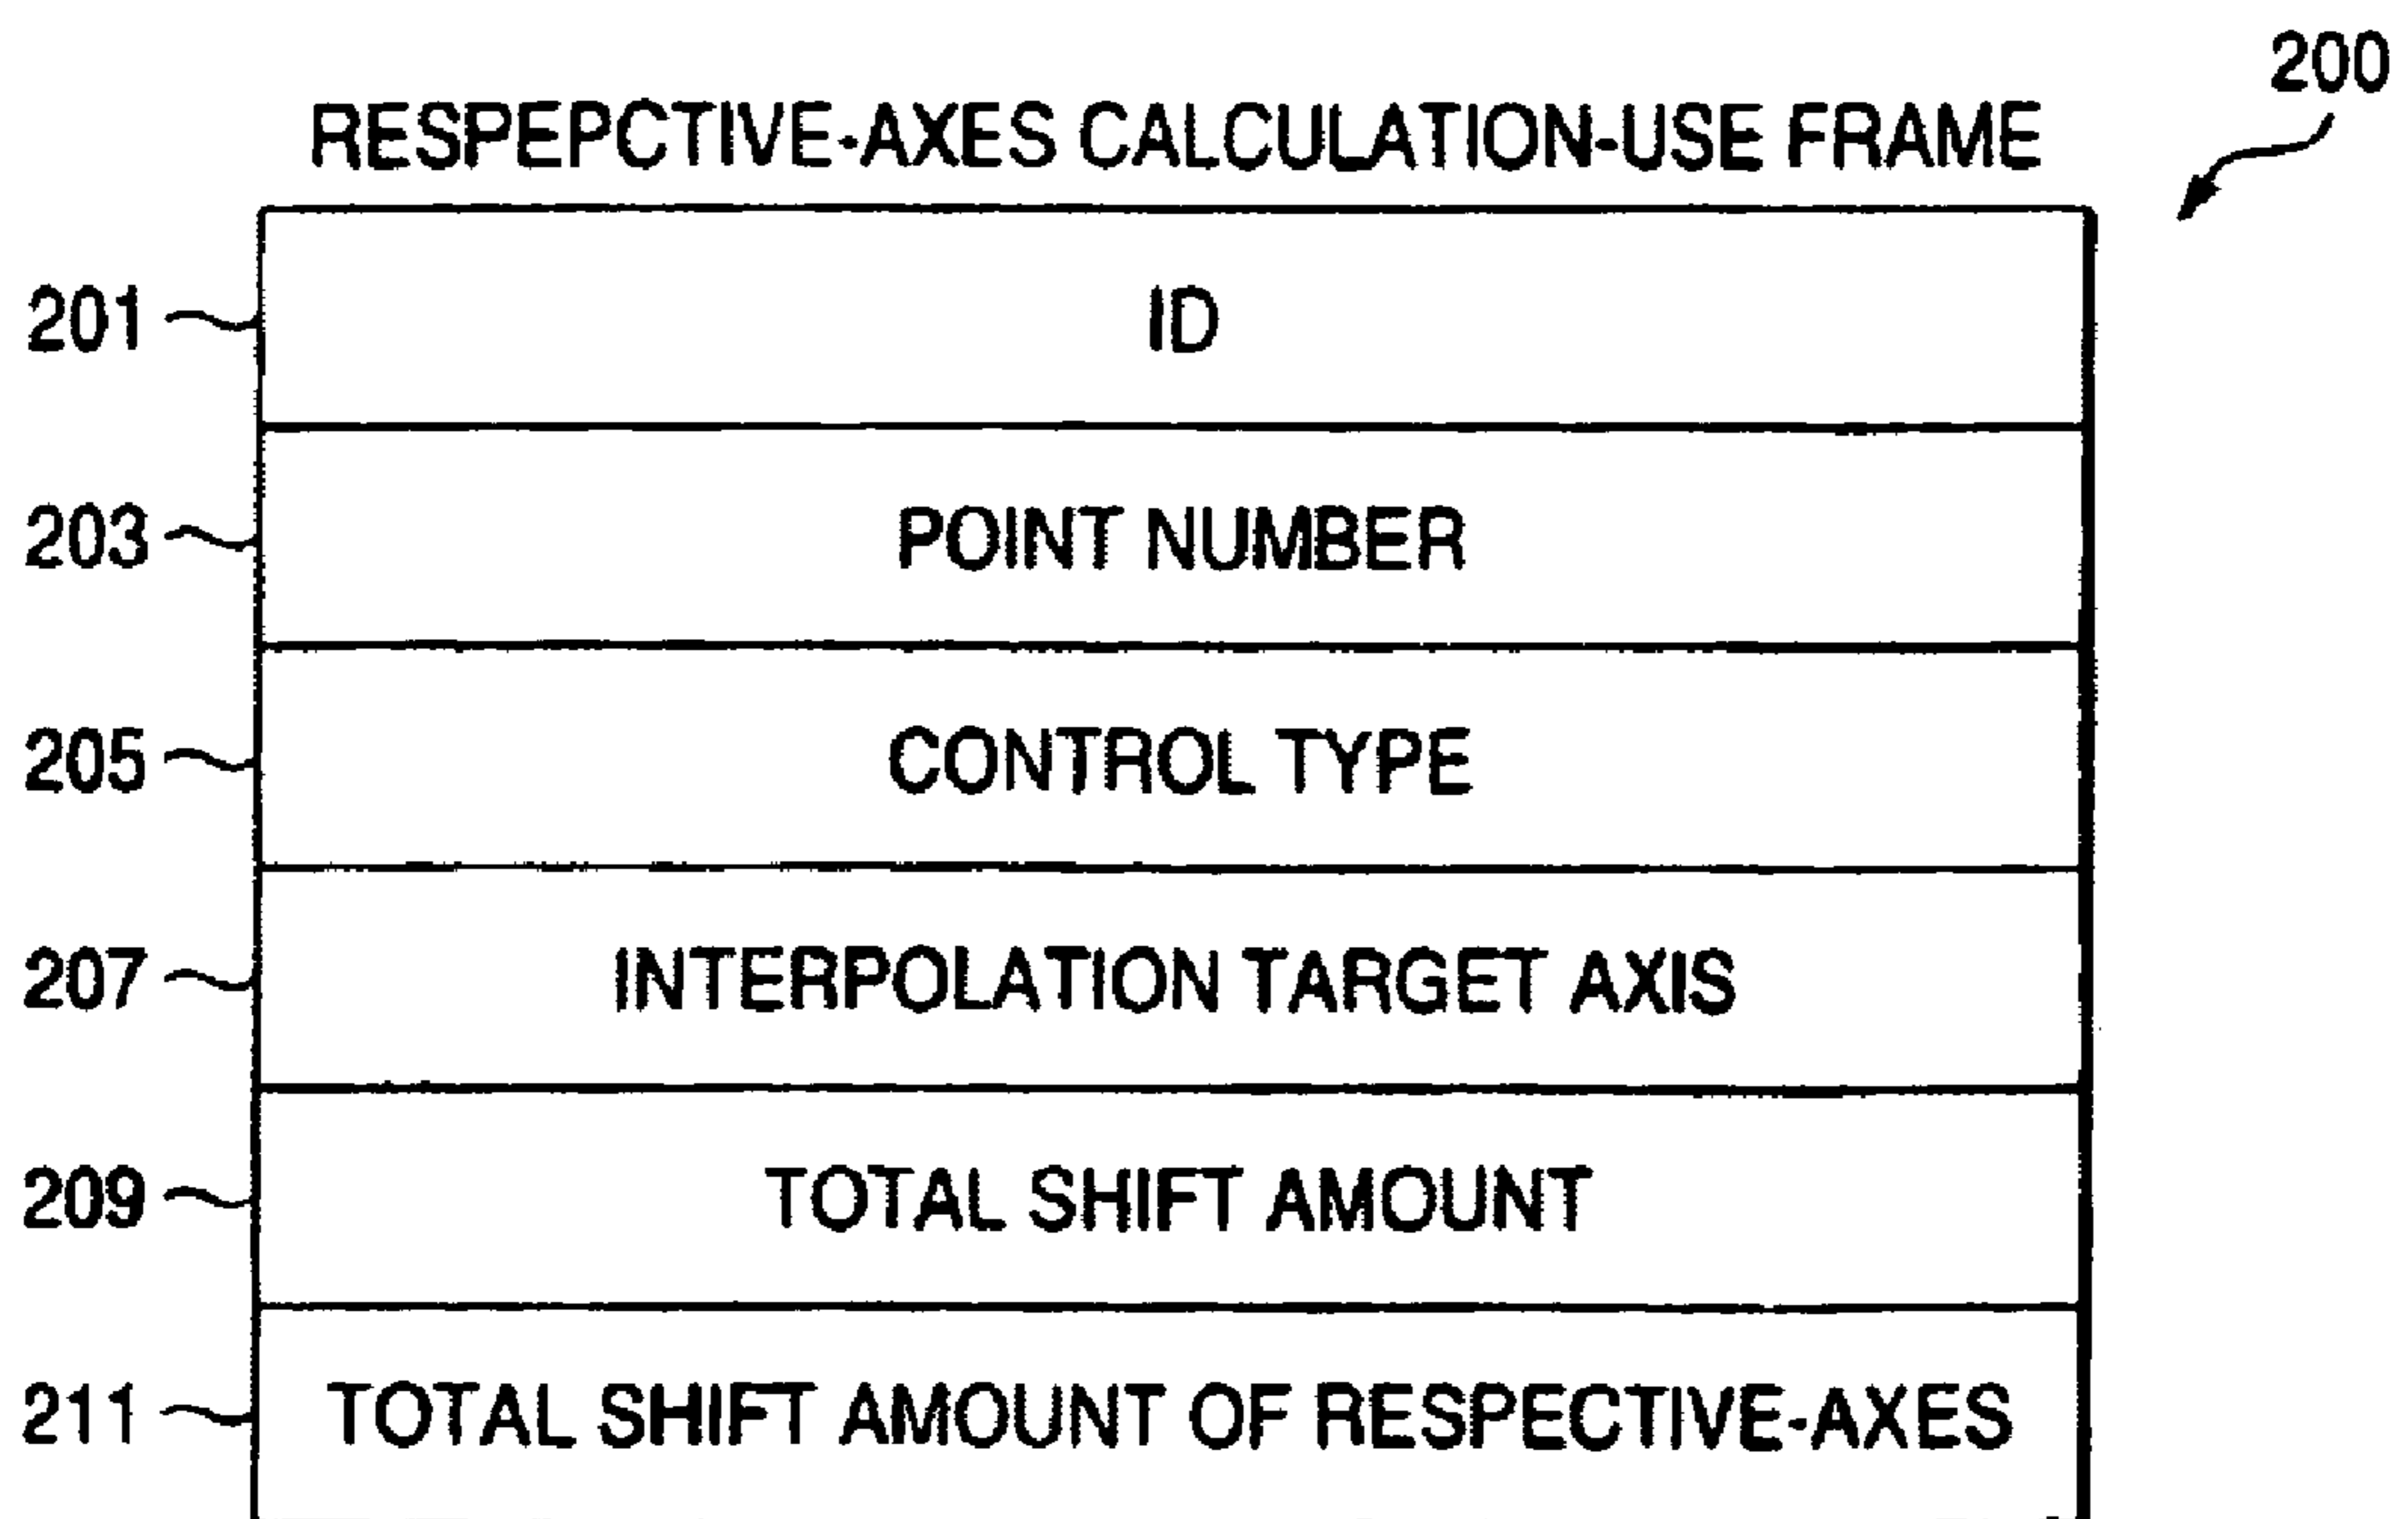 200
RESPEPCTIVE-AXES CALCULATION-USE FRAME
201 ID
203 POINT NUMBER
205 CONTROL TYPE
207 INTERPOLATION TARGET AXIS
209 TOTAL SHIFT AMOUNT
211 TOTAL SHIFT AMOUNT OF RESPECTIVE-AXES